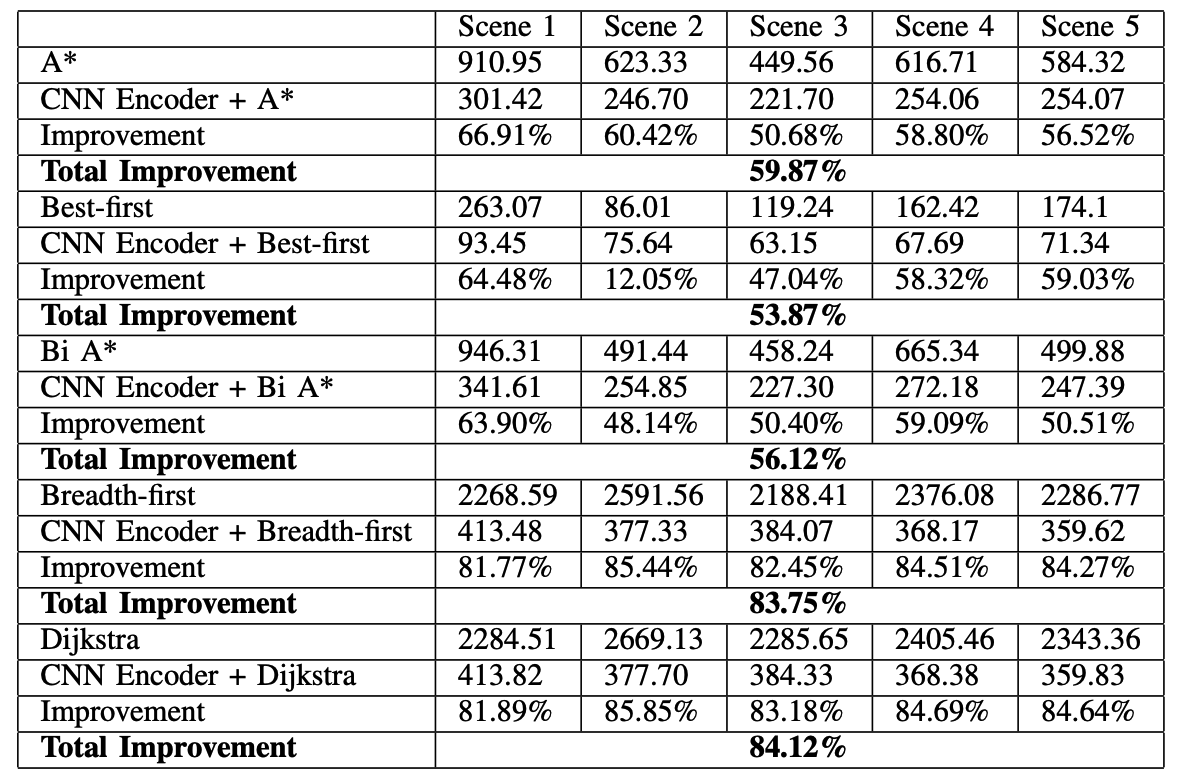 Scene 1 Scene 2 Scene 3 Scene 4 Scene 5
A* 910.95 623.33 449.56 616.71 584.32
CNN Encoder + A* 301.42 246.70 221.70 254.06 254.07
Improvement 66.91% 60.42% 50.68% 58.80% 56.52%
Total Improvement 59.87%
Best-first 263.07 86.01 119.24 162.42 174.1
CNN Encoder + Best-first 93.45 75.64 63.15 67.69 71.34
Improvement 64.48% 12.05% 47.04% 58.32% 59.03%
Total Improvement 53.87%
Bi A* 946.31 491.44 458.24 665.34 499.88
CNN Encoder + Bi A* 341.61 254.85 227.30 272.18 247.39
Improvement 63.90% 48.14% 50.40% 59.09% 50.51%
Total Improvement 56.12%
Breadth-first 2268.59 2591.56 2188.41 2376.08 2286.77
CNN Encoder + Breadth-first 413.48 377.33 384.07 368.17 359.62
Improvement 81.77% 85.44% 82.45% 84.51% 84.27%
Total Improvement 83.75%
Dijkstra 2284.51 2669.13 2285.65 2405.46 2343.36
CNN Encoder + Dijkstra 413.82 377.70 384.33 368.38 359.83
Improvement 81.89% 85.85% 83.18% 84.69% 84.64%
Total Improvement 84.12%